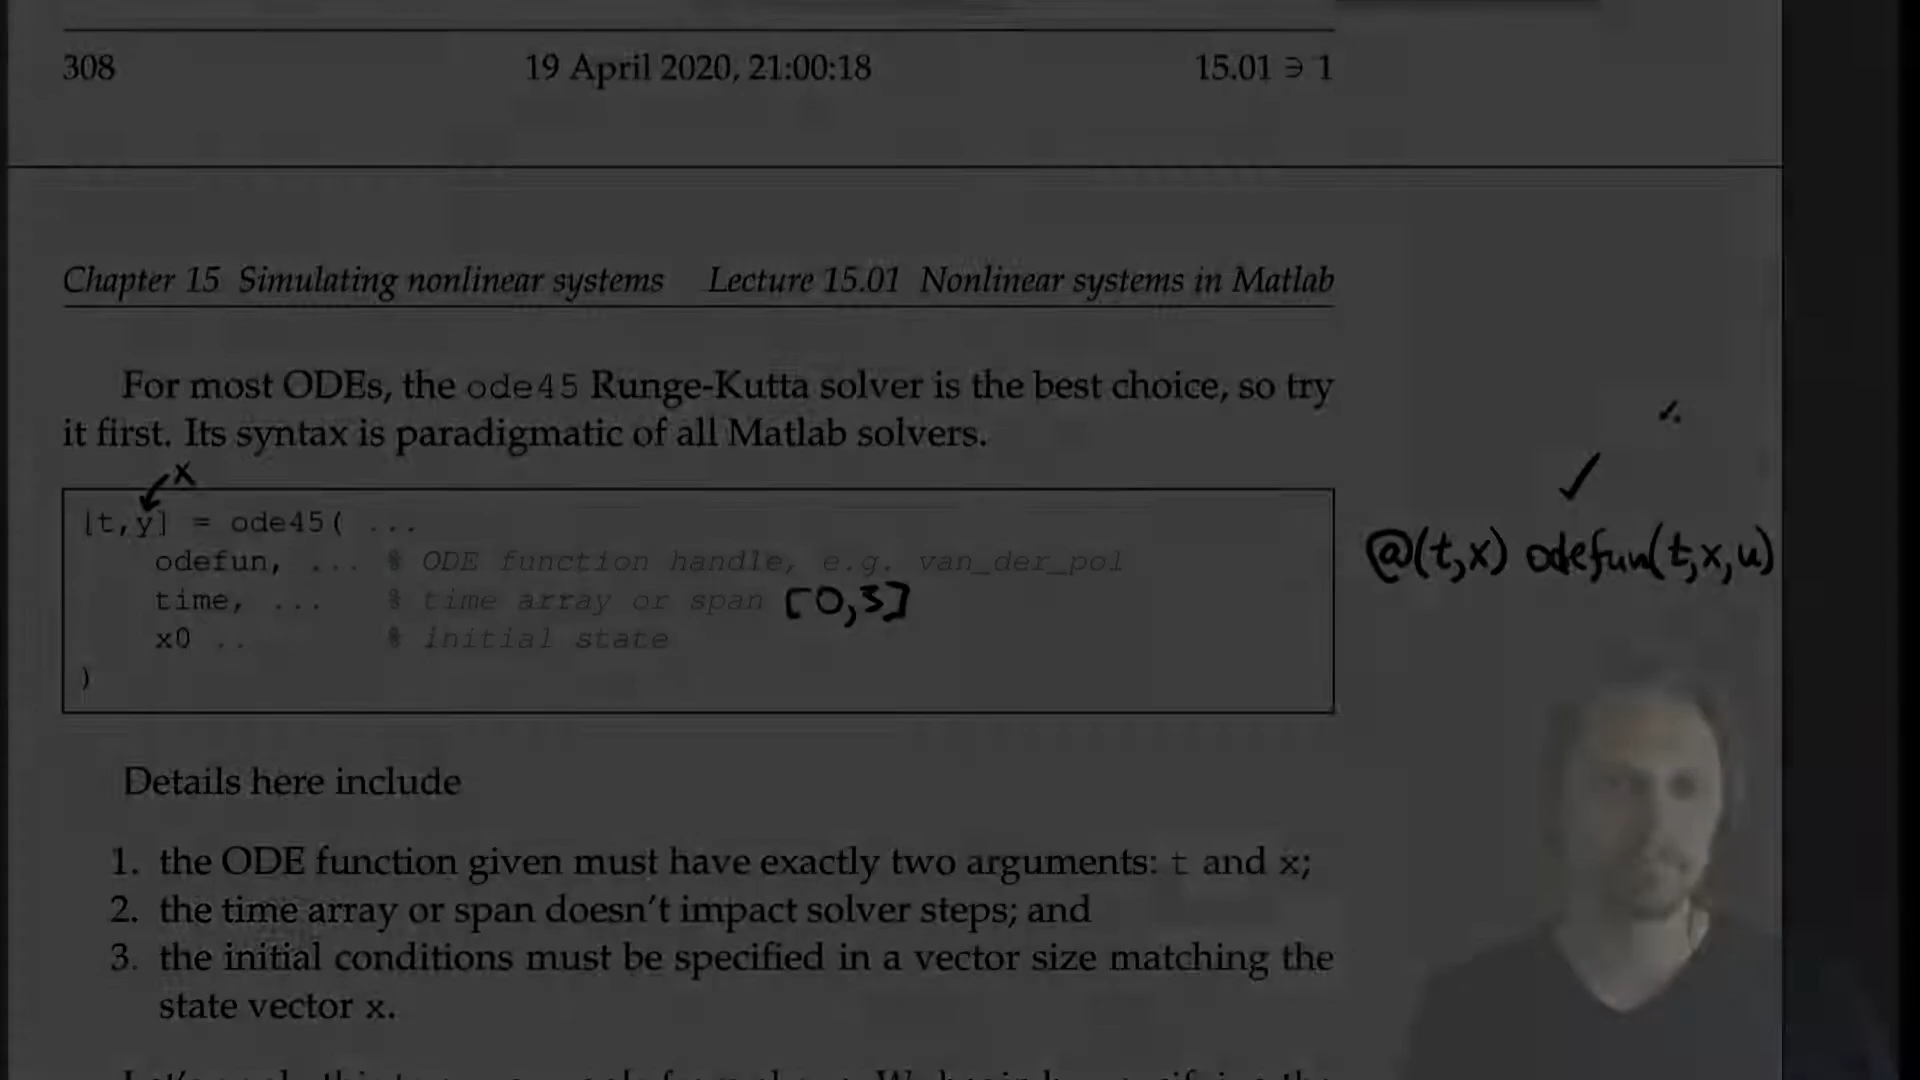 308 19 April 2020, 21:00:18 15.01 ∋ 1
Chapter 15 Simulating nonlinear systems Lecture 15.01 Nonlinear systems in Matlab
For most ODEs, the ode45 Runge-Kutta solver is the best choice, so try
it first. Its syntax is paradigmatic of all Matlab solvers.
x
[t,y] = ode45( ...
odefun, ... % ODE function handle, e.g. van_der_pol
@(t,x) odefun(t,x,u)
time, ... % time array or span [0,3]
x0 .. % initial state
)
Details here include
1. the ODE function given must have exactly two arguments: t and x;
2. the time array or span doesn't impact solver steps; and
3. the initial conditions must be specified in a vector size matching the
state vector x.